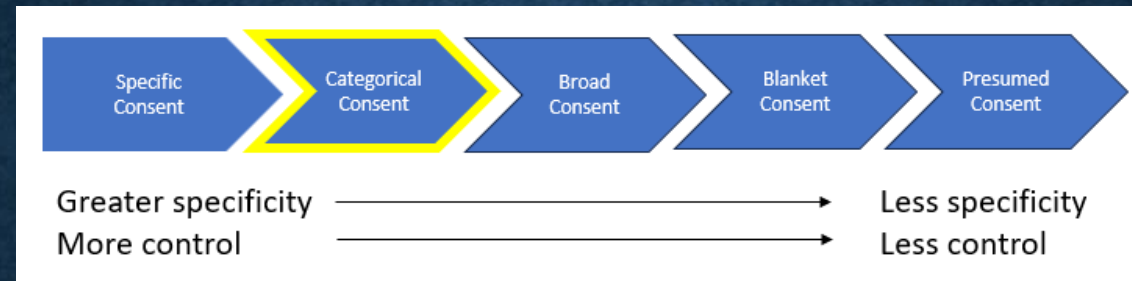 Specific
Consent
Categorical
Consent
Broad
Consent
Blanket
Consent
Presumed
Consent
Greater specificity
Less specificity
More control
Less control